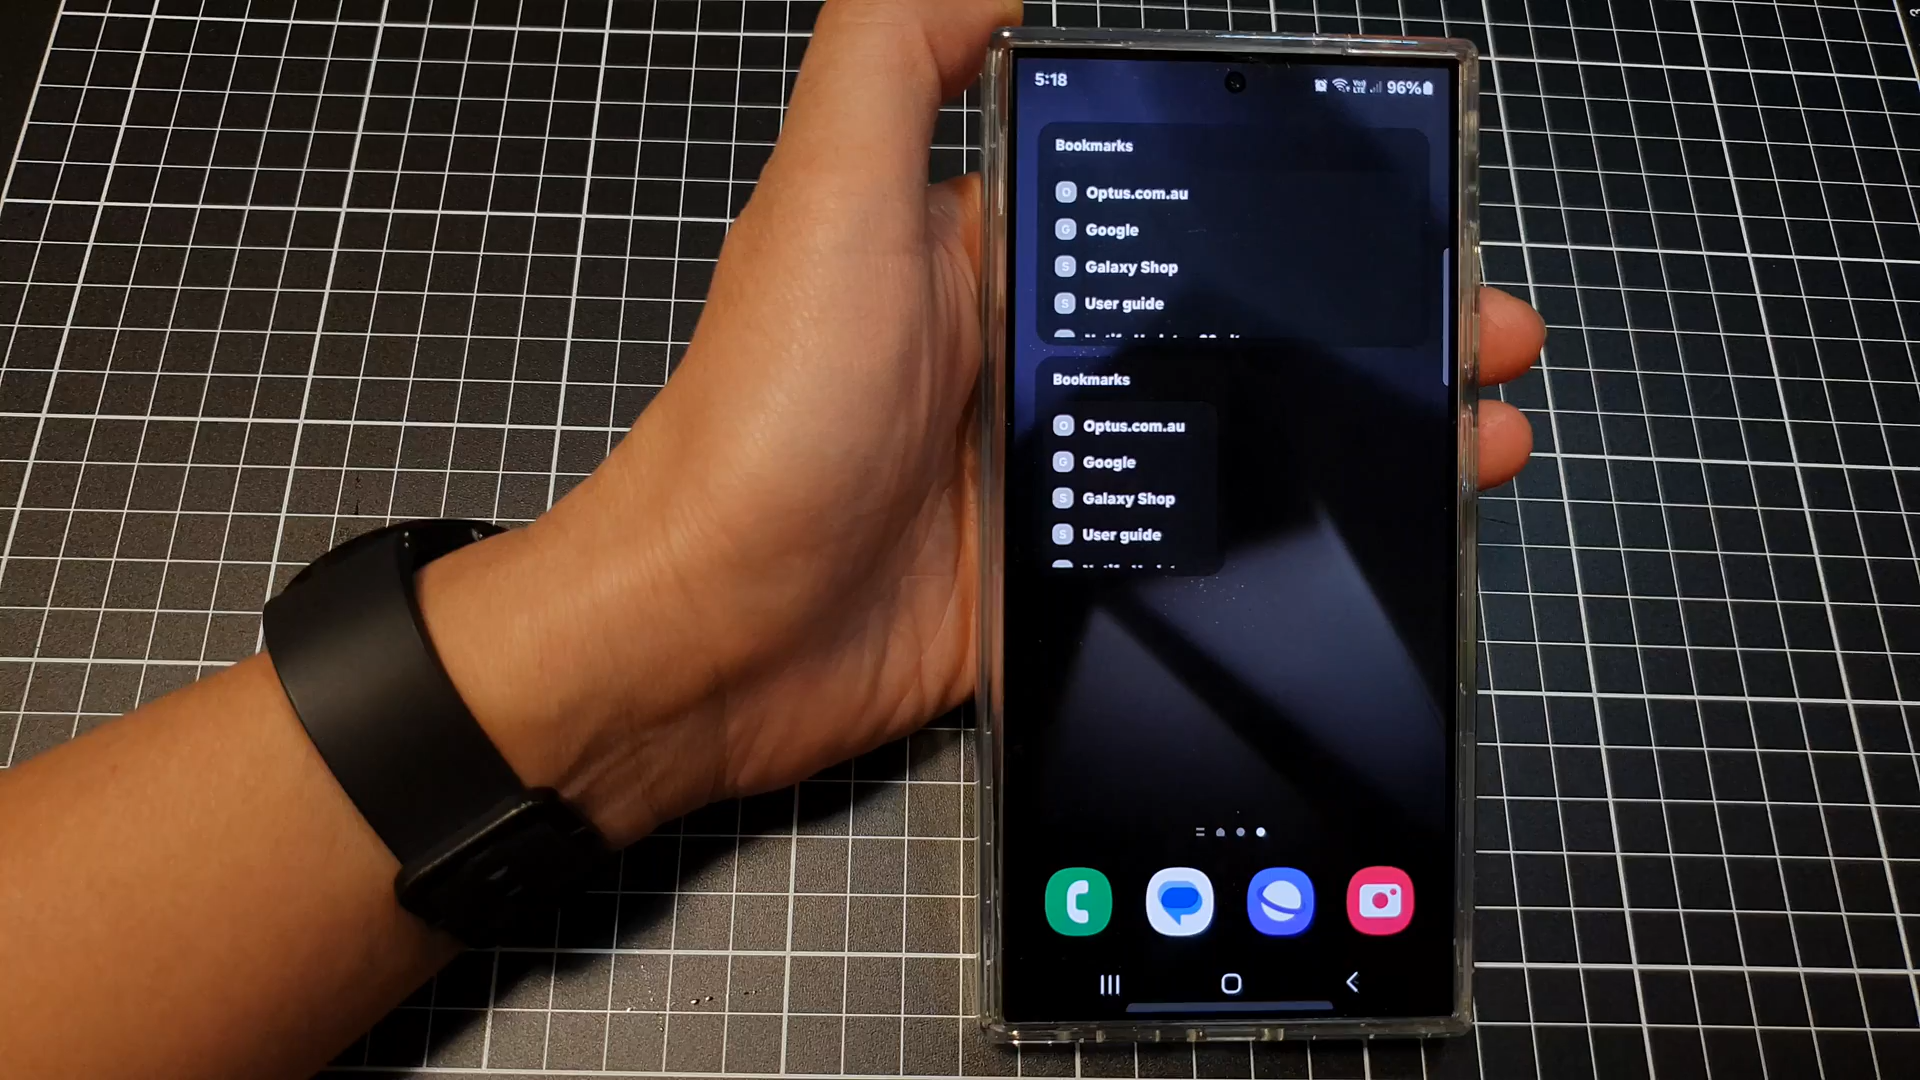 5:18
96%
Bookmarks
O Optus.com.au
G Google
S Galaxy Shop
S User guide
Bookmarks
O Optus.com.au
G Google
S Galaxy Shop
S User guide